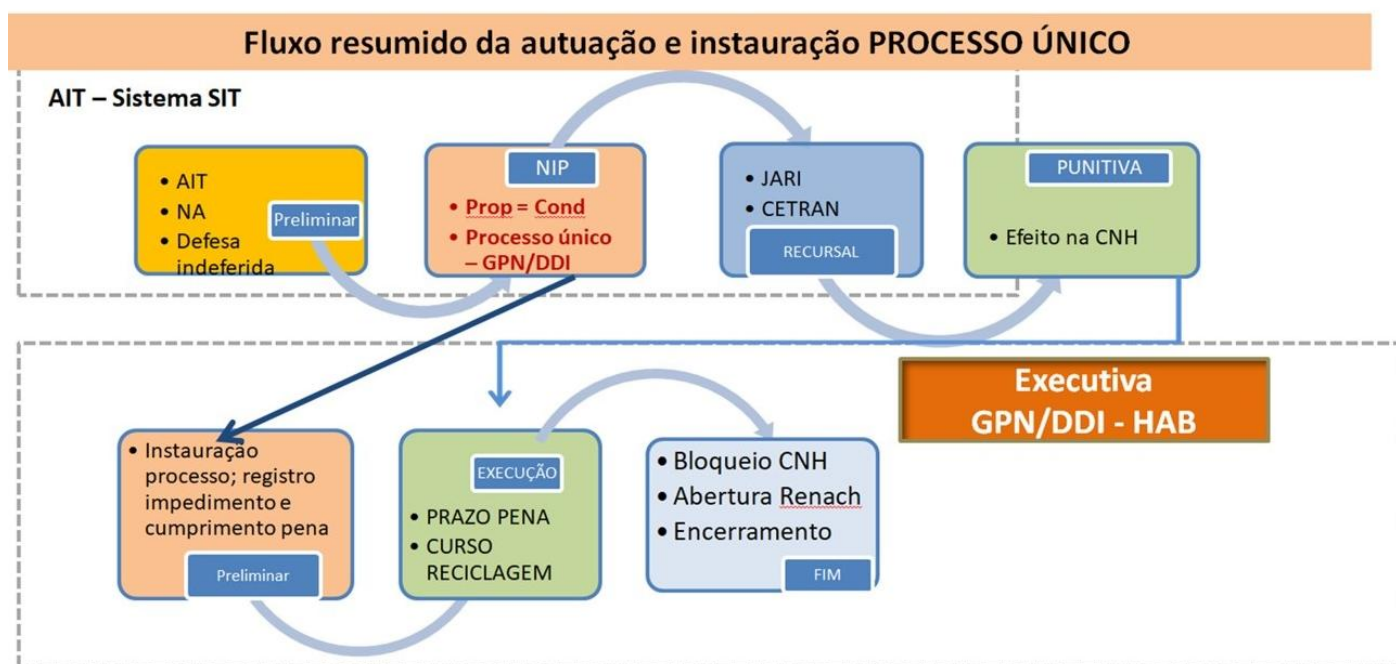 Fluxo resumido da autuação e instauração PROCESSO ÚNICO
AIT – Sistema SIT
• AIT
• NA
• Defesa
indeferida
Preliminar
NIP
• Prop = Cond
• Processo único
– GPN/DDI
• JARI
• CETRAN
RECURSAL
PUNITIVA
• Efeito na CNH
Executiva
GPN/DDI - HAB
• Instauração
processo; registro
impedimento e
cumprimento pena
Preliminar
EXECUÇÃO
• PRAZO PENA
• CURSO
RECICLAGEM
• Bloqueio CNH
• Abertura Renach
• Encerramento
FIM